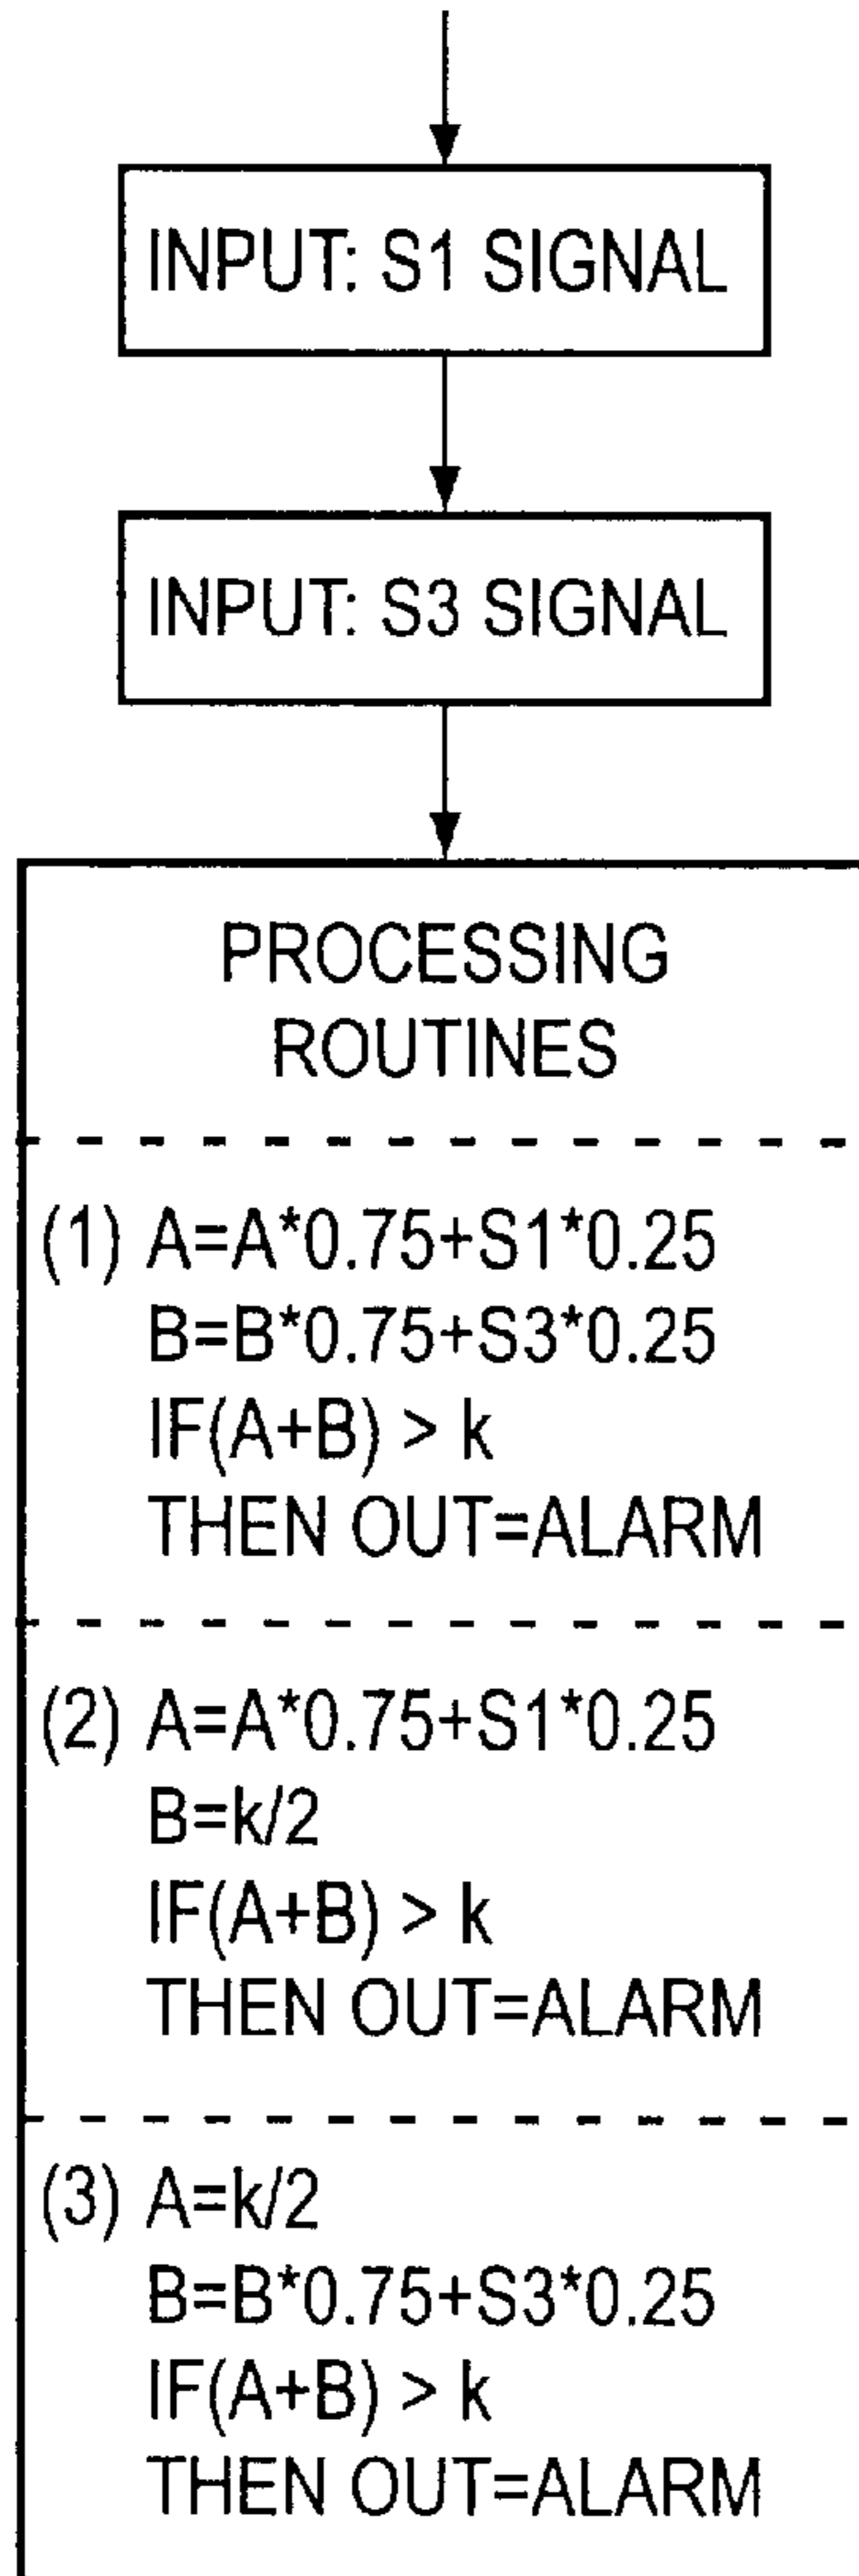 INPUT: S1 SIGNAL
INPUT: S3 SIGNAL
PROCESSING
ROUTINES
(1) A=A*0.75+S1*0.25
B=B*0.75+S3*0.25
IF(A+B) > k
THEN OUT=ALARM
(2) A=A*0.75+S1*0.25
B=k/2
IF(A+B) > k
THEN OUT=ALARM
(3) A=k/2
B=B*0.75+S3*0.25
IF(A+B) > k
THEN OUT=ALARM